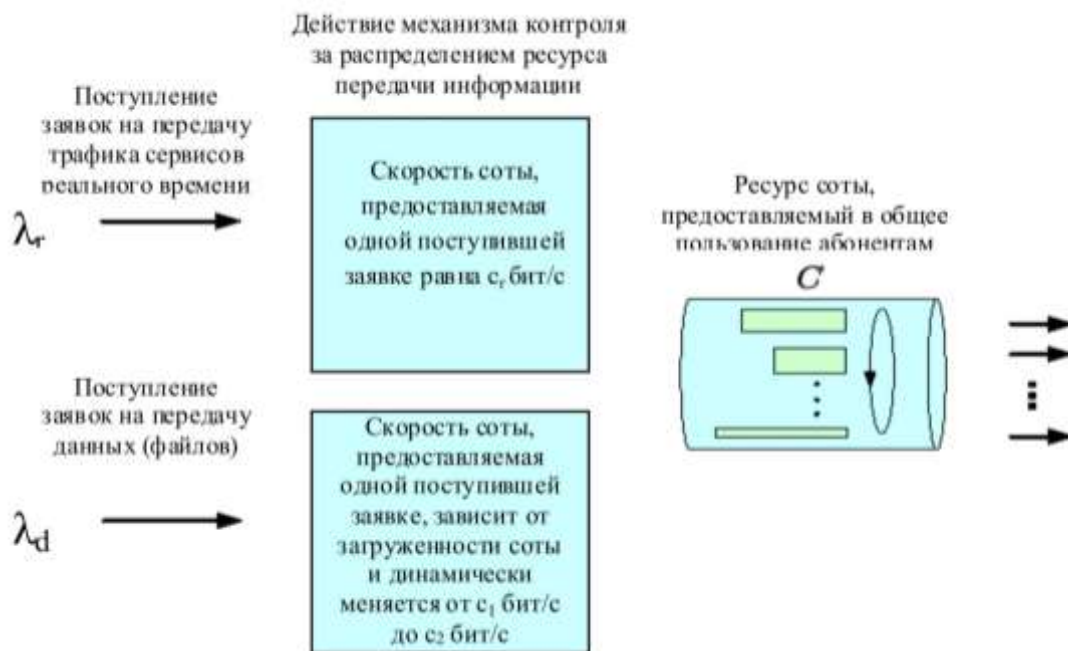 Действие механизма контроля
за распределением ресурса
передачи информации
Поступление
заявок на передачу
трафика сервисов
реального времени
λr
Скорость соты,
предоставляемая
одной поступившей
заявке равна cr бит/с
Ресурс соты,
предоставляемый в общее
пользование абонентам
C
Поступление
заявок на передачу
данных (файлов)
λd
Скорость соты,
предоставляемая
одной поступившей
заявке, зависит от
загруженности соты
и динамически
меняется от c1 бит/с
до c2 бит/с